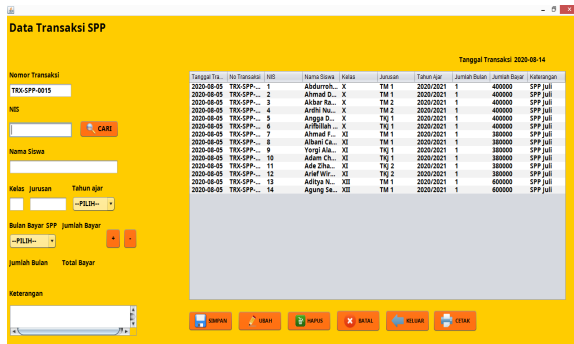 Data Transaksi SPP
Tanggal Transaksi 2020-08-14
Nomor Transaksi
TRX-SPP-0015
NIS
CARI
Nama Siswa
Kelas Jurusan Tahun ajar
--PILIH--
Bulan Bayar SPP Jumlah Bayar
--PILIH-- + -
Jumlah Bulan Total Bayar
Keterangan
Tanggal Tra... No Transaksi NIS Nama Siswa Kelas Jurusan Tahun Ajar Jumlah Bulan Jumlah Bayar Keterangan
2020-08-05 TRX-SPP-... 1 Abdurroh... X TM 1 2020/2021 1 400000 SPP Juli
2020-08-05 TRX-SPP-... 2 Ahmad D... X TM 1 2020/2021 1 400000 SPP Juli
2020-08-05 TRX-SPP-... 3 Akbar Ra... X TM 2 2020/2021 1 400000 SPP Juli
2020-08-05 TRX-SPP-... 4 Ardhi Nu... X TM 2 2020/2021 1 400000 SPP Juli
2020-08-05 TRX-SPP-... 5 Angga D... X TKJ 1 2020/2021 1 400000 SPP Juli
2020-08-05 TRX-SPP-... 6 Arifbillah ... X TKJ 1 2020/2021 1 400000 SPP Juli
2020-08-05 TRX-SPP-... 7 Ahmad F... XI TM 1 2020/2021 1 380000 SPP Juli
2020-08-05 TRX-SPP-... 8 Albani Ca... XI TM 1 2020/2021 1 380000 SPP Juli
2020-08-05 TRX-SPP-... 9 Yorgi Ala... XI TKJ 1 2020/2021 1 380000 SPP Juli
2020-08-05 TRX-SPP-... 10 Adam Ch... XI TKJ 1 2020/2021 1 380000 SPP Juli
2020-08-05 TRX-SPP-... 11 Ade Ziha... XI TKJ 2 2020/2021 1 380000 SPP Juli
2020-08-05 TRX-SPP-... 12 Arief Wir... XI TKJ 2 2020/2021 1 380000 SPP Juli
2020-08-05 TRX-SPP-... 13 Aditya N... XII TM 1 2020/2021 1 600000 SPP Juli
2020-08-05 TRX-SPP-... 14 Agung Se... XII TM 1 2020/2021 1 600000 SPP Juli
SIMPAN UBAH HAPUS BATAL KELUAR CETAK